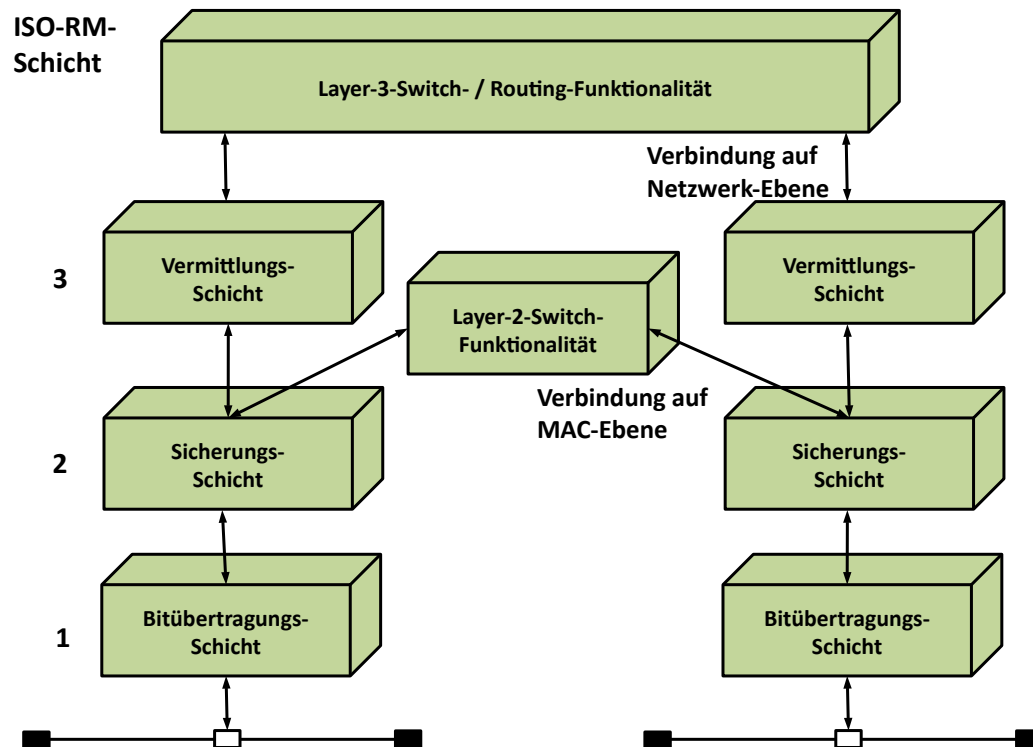 ISO-RM-
Schicht
Layer-3-Switch- / Routing-Funktionalität
Verbindung auf
Netzwerk-Ebene
3
Vermittlungs-
Schicht
Vermittlungs-
Schicht
Layer-2-Switch-
Funktionalität
Verbindung auf
MAC-Ebene
2
Sicherungs-
Schicht
Sicherungs-
Schicht
1
Bitübertragungs-
Schicht
Bitübertragungs-
Schicht